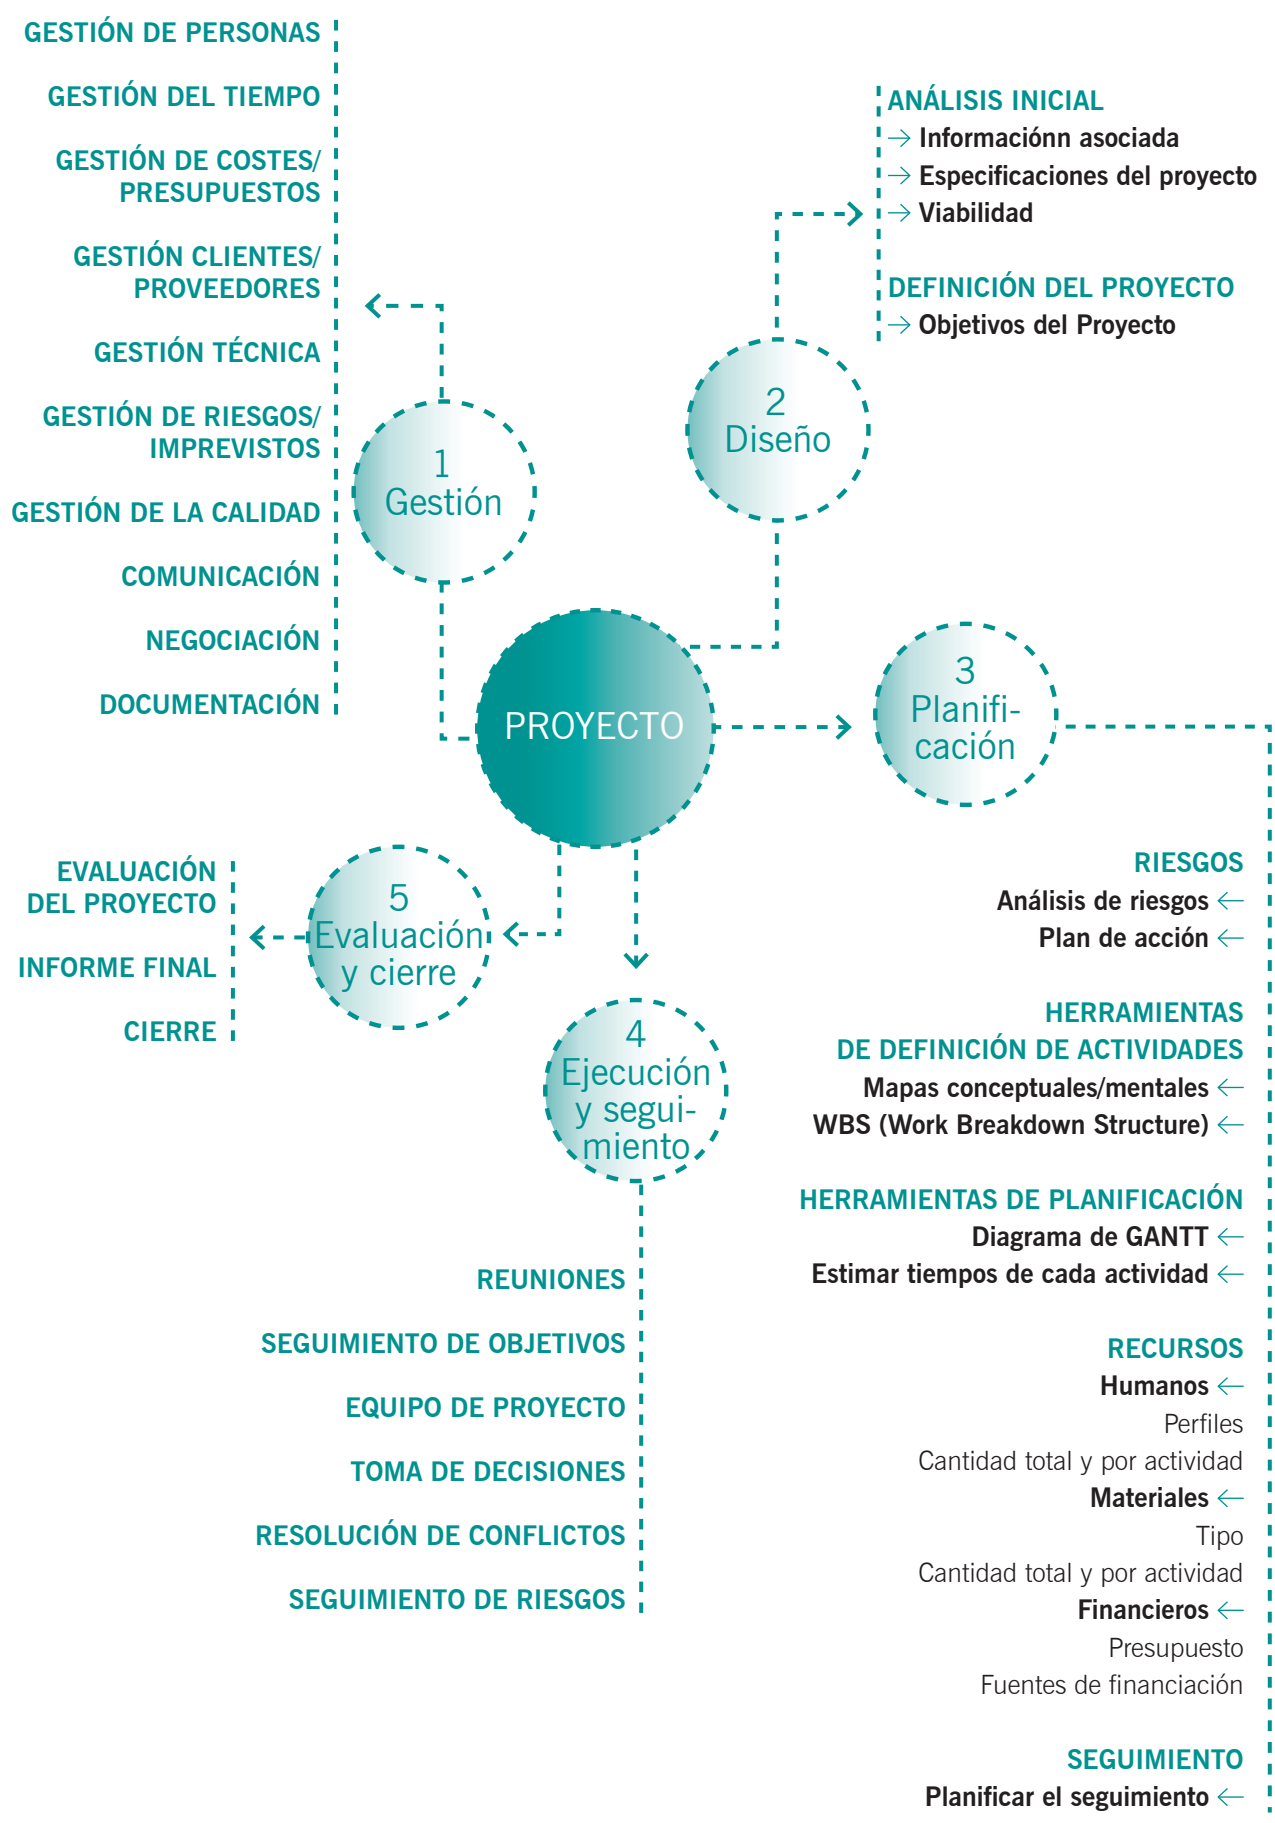 GESTIÓN DE PERSONAS
GESTIÓN DEL TIEMPO
GESTIÓN DE COSTES/
PRESUPUESTOS
GESTIÓN CLIENTES/
PROVEEDORES
GESTIÓN TÉCNICA
GESTIÓN DE RIESGOS/
IMPREVISTOS
GESTIÓN DE LA CALIDAD
COMUNICACIÓN
NEGOCIACIÓN
DOCUMENTACIÓN
1
Gestión
ANÁLISIS INICIAL
→ Informaciónn asociada
→ Especificaciones del proyecto
→ Viabilidad
DEFINICIÓN DEL PROYECTO
→ Objetivos del Proyecto
2
Diseño
PROYECTO
3
Planifi-
cación
RIESGOS
Análisis de riesgos ←
Plan de acción ←
HERRAMIENTAS
DE DEFINICIÓN DE ACTIVIDADES
Mapas conceptuales/mentales ←
WBS (Work Breakdown Structure) ←
HERRAMIENTAS DE PLANIFICACIÓN
Diagrama de GANTT ←
Estimar tiempos de cada actividad ←
RECURSOS
Humanos ←
Perfiles
Cantidad total y por actividad
Materiales ←
Tipo
Cantidad total y por actividad
Financieros ←
Presupuesto
Fuentes de financiación
SEGUIMIENTO
Planificar el seguimiento ←
4
Ejecución
y segui-
miento
REUNIONES
SEGUIMIENTO DE OBJETIVOS
EQUIPO DE PROYECTO
TOMA DE DECISIONES
RESOLUCIÓN DE CONFLICTOS
SEGUIMIENTO DE RIESGOS
5
Evaluación
y cierre
EVALUACIÓN
DEL PROYECTO
INFORME FINAL
CIERRE